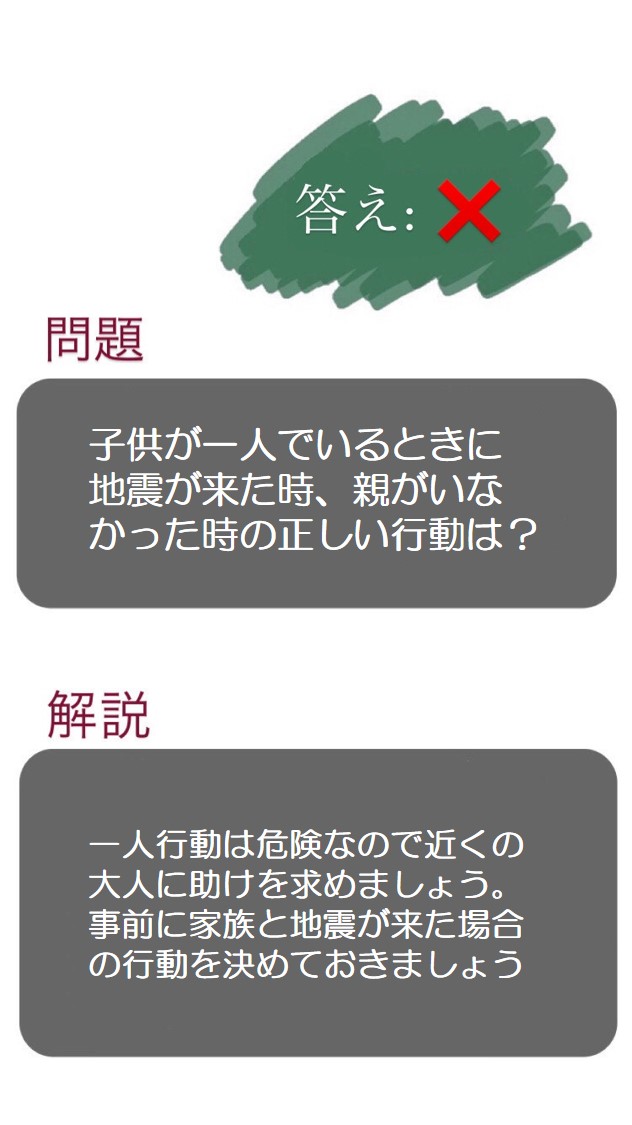 答え: ❌
問題
子供が一人でいるときに
地震が来た時、親がいな
かった時の正しい行動は？
解説
一人行動は危険なので近くの
大人に助けを求めましょう。
事前に家族と地震が来た場合
の行動を決めておきましょう